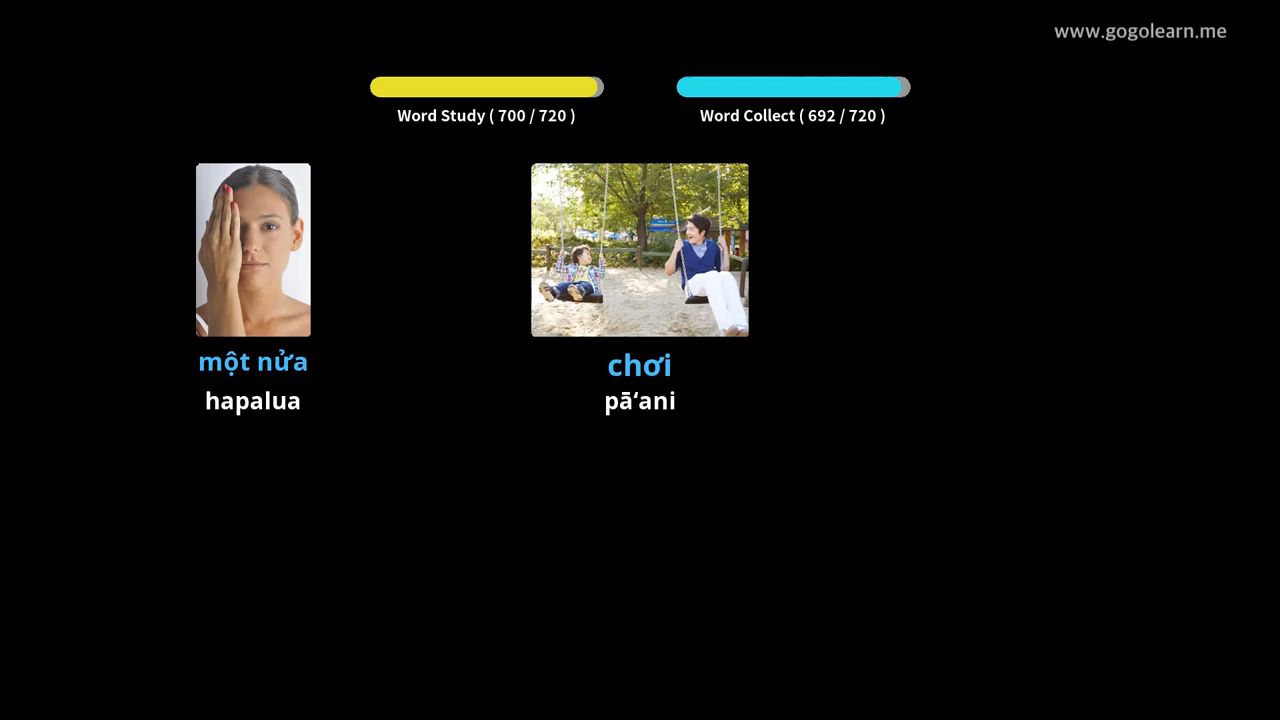 www.gogolearn.me
Word Study ( 700 / 720 )
Word Collect ( 692 / 720 )
một nửa
hapalua
chơi
pāʻani